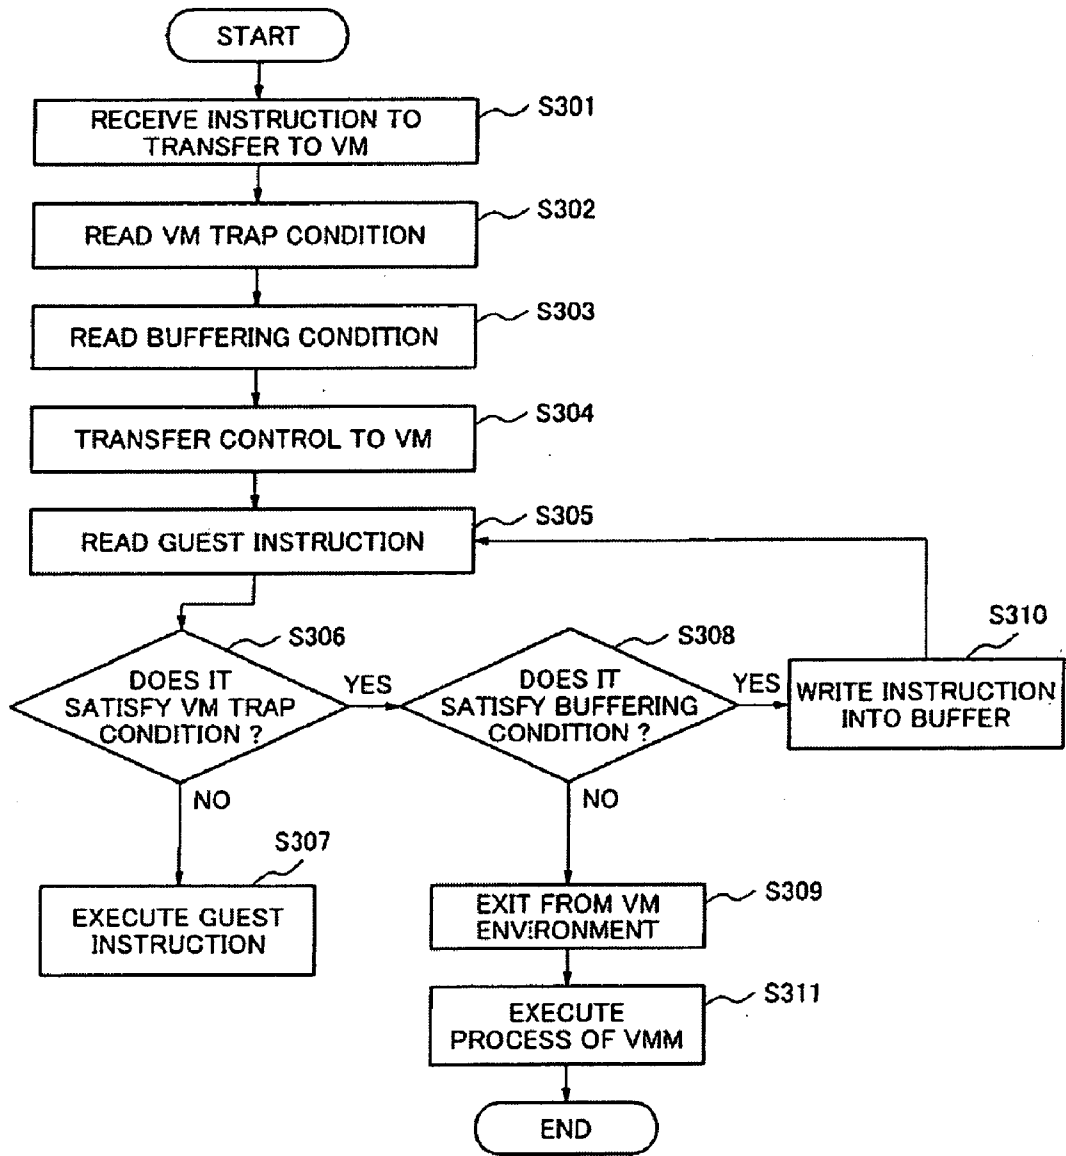 START
S301
RECEIVE INSTRUCTION TO
TRANSFER TO VM
S302
READ VM TRAP CONDITION
S303
READ BUFFERING CONDITION
S304
TRANSFER CONTROL TO VM
S305
READ GUEST INSTRUCTION
S306
DOES IT
SATISFY VM TRAP
CONDITION ?
YES
NO
S308
DOES IT
SATISFY BUFFERING
CONDITION ?
YES
NO
S310
WRITE INSTRUCTION
INTO BUFFER
S307
EXECUTE GUEST
INSTRUCTION
S309
EXIT FROM VM
ENVIRONMENT
S311
EXECUTE
PROCESS OF VMM
END